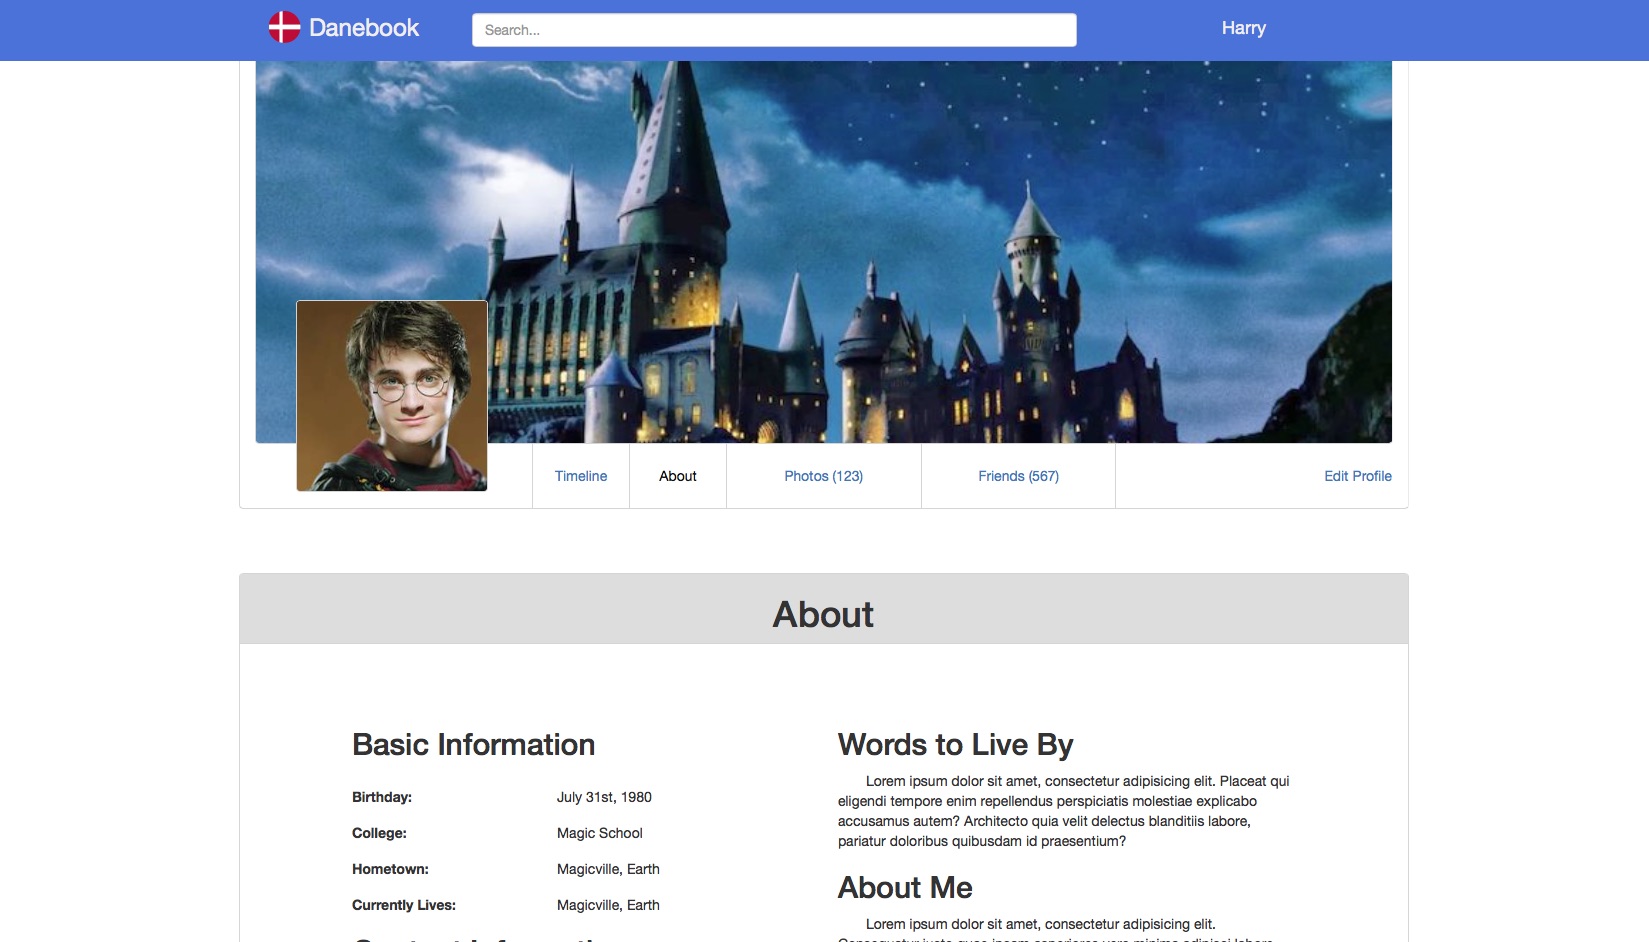 Danebook
Search...
Harry
Timeline
About
Photos (123)
Friends (567)
Edit Profile
About
Basic Information
Birthday: July 31st, 1980
College: Magic School
Hometown: Magicville, Earth
Currently Lives: Magicville, Earth
Words to Live By
Lorem ipsum dolor sit amet, consectetur adipisicing elit. Placeat qui
eligendi tempore enim repellendus perspiciatis molestiae explicabo
accusamus autem? Architecto quia velit delectus blanditiis labore,
pariatur doloribus quibusdam id praesentium?
About Me
Lorem ipsum dolor sit amet, consectetur adipisicing elit.